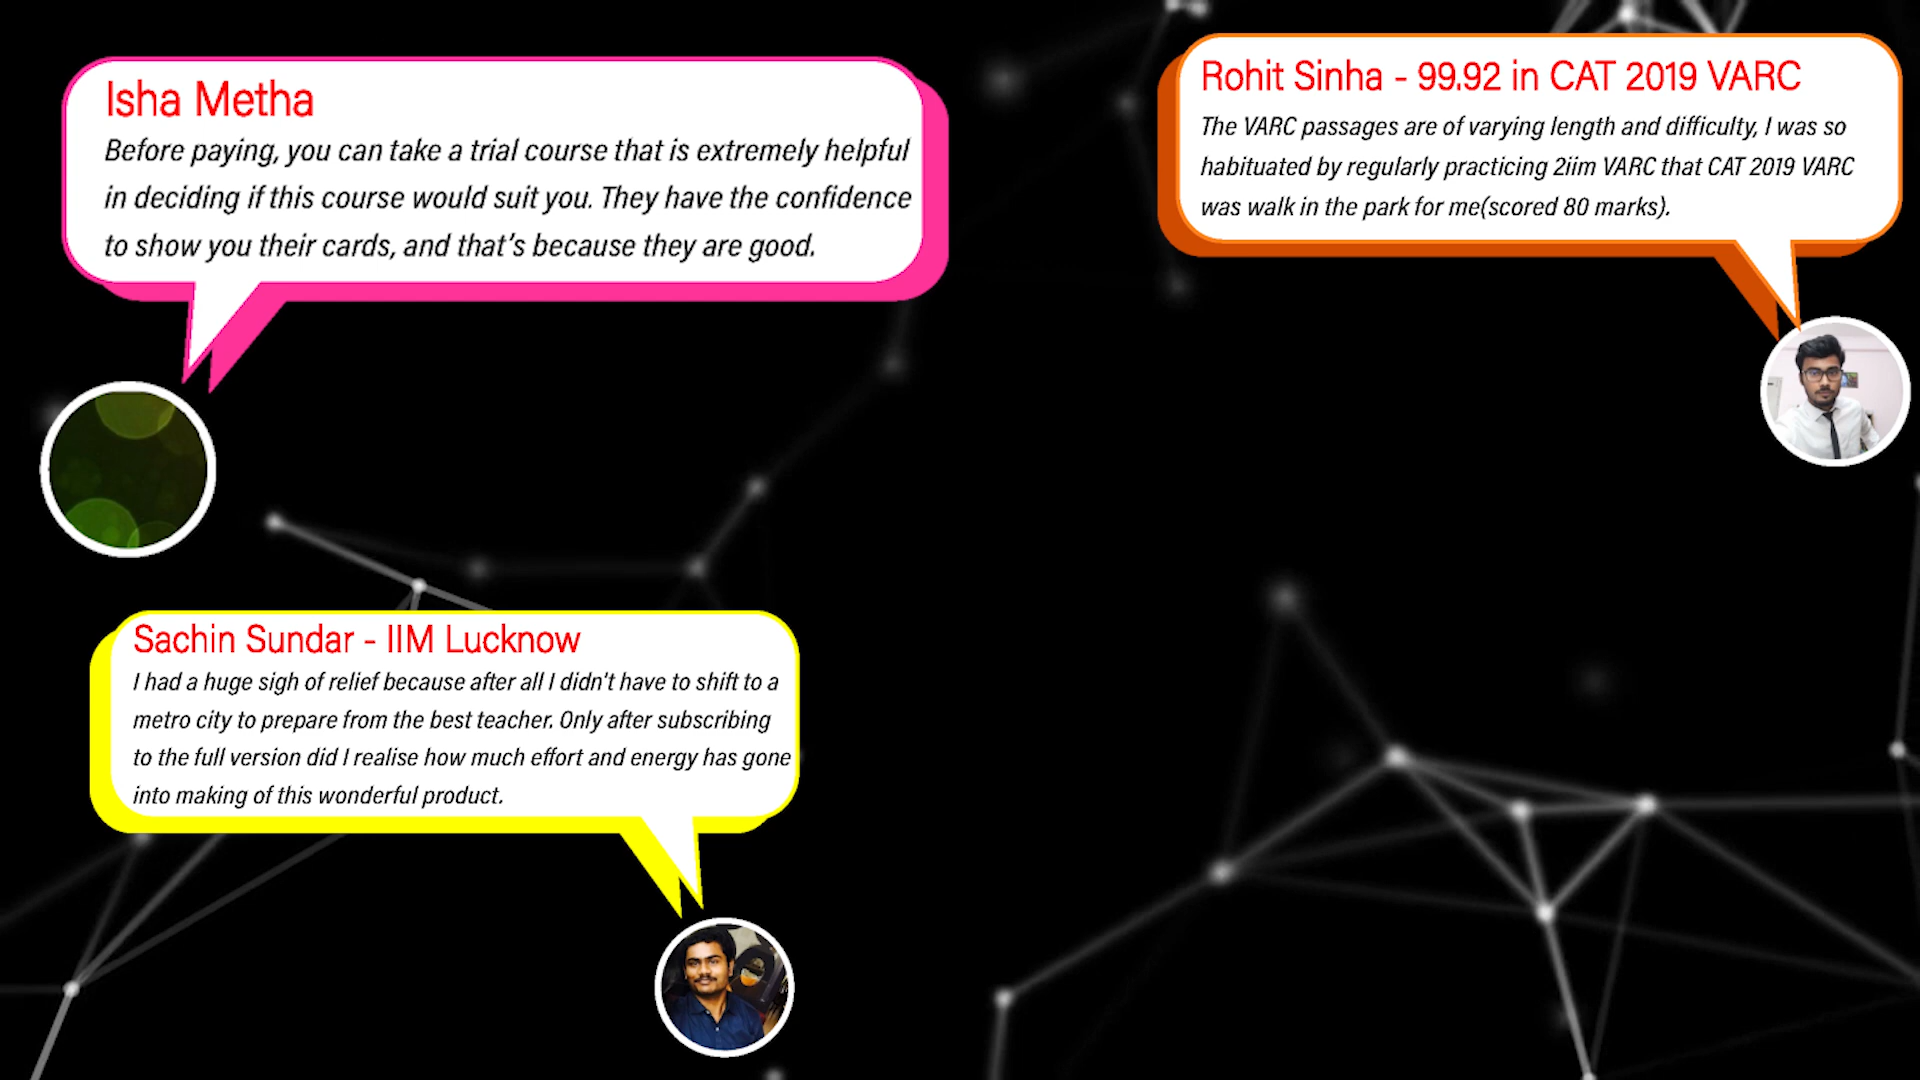 Isha Metha
Before paying, you can take a trial course that is extremely helpful
in deciding if this course would suit you. They have the confidence
to show you their cards, and that's because they are good.
Rohit Sinha - 99.92 in CAT 2019 VARC
The VARC passages are of varying length and difficulty, I was so
habituated by regularly practicing 2iim VARC that CAT 2019 VARC
was walk in the park for me(scored 80 marks).
Sachin Sundar - IIM Lucknow
I had a huge sigh of relief because after all I didn't have to shift to a
metro city to prepare from the best teacher. Only after subscribing
to the full version did I realise how much effort and energy has gone
into making of this wonderful product.